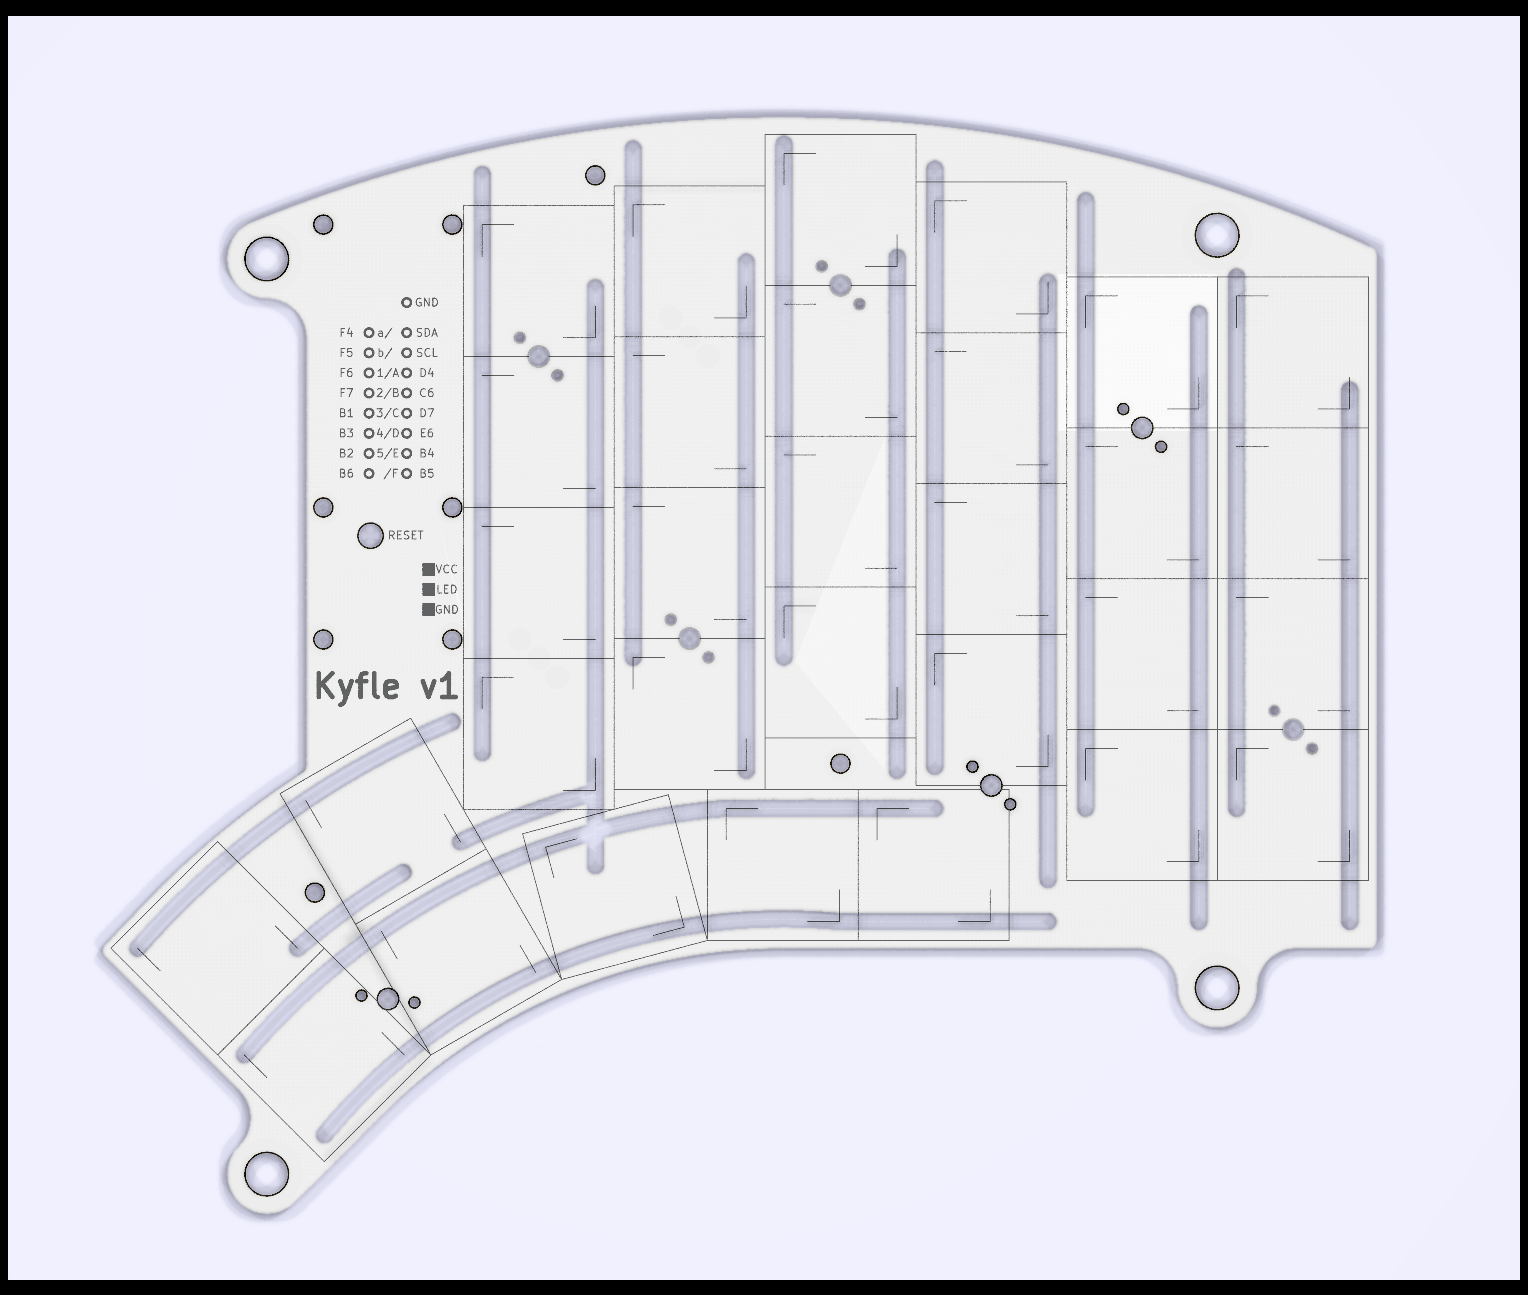 GND
F4 a/ SDA
F5 b/ SCL
F6 1/A D4
F7 2/B C6
B1 3/C D7
B3 4/D E6
B2 5/E B4
B6 /F B5
RESET
VCC
LED
GND
Kyfle v1